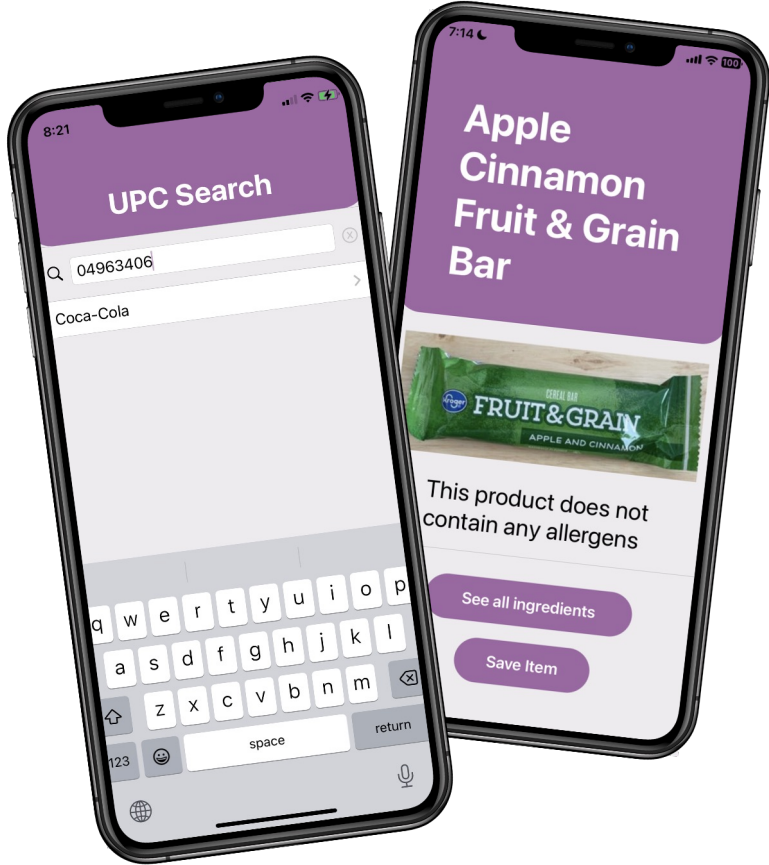 8:21
UPC Search
04963406
Coca-Cola
q w e r t y u i o p
a s d f g h j k l
z x c v b n m
123
space
return
7:14
100
Apple
Cinnamon
Fruit & Grain
Bar
CEREAL BAR
Kroger
FRUIT & GRAIN
APPLE AND CINNAMON
This product does not
contain any allergens
See all ingredients
Save Item